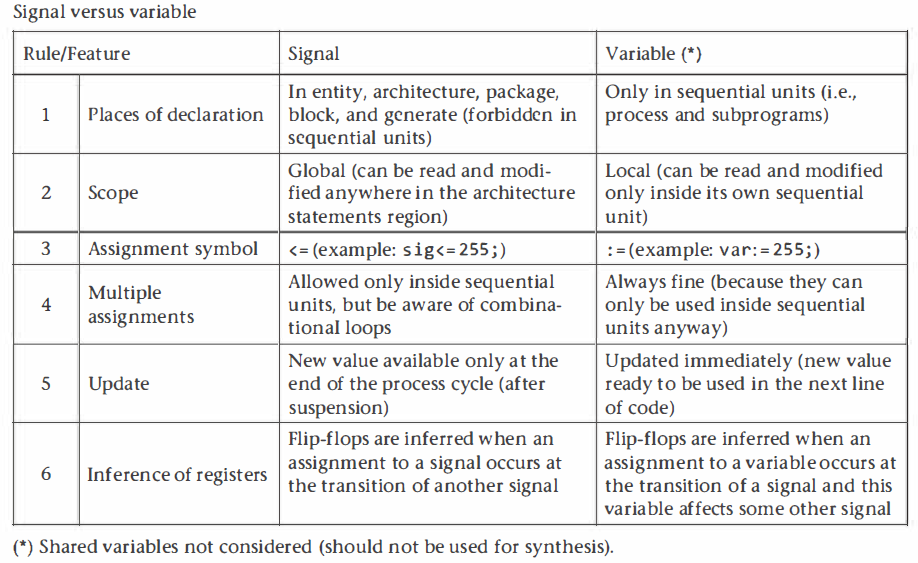 Signal versus variable
Rule/Feature Signal Variable (*)
1 Places of declaration
In entity, architecture, package,
block, and generate (forbidden in
sequential units)
Only in sequential units (i.e.,
process and subprograms)
2 Scope
Global (can be read and modi-
fied anywhere in the architecture
statements region)
Local (can be read and modified
only inside its own sequential
unit)
3 Assignment symbol
<=(example: sig<=255;)
:=(example: var:=255;)
4 Multiple
assignments
Allowed only inside sequential
units, but be aware of combina-
tional loops
Always fine (because they can
only be used inside sequential
units anyway)
5 Update
New value available only at the
end of the process cycle (after
suspension)
Updated immediately (new value
ready to be used in the next line
of code)
6 Inference of registers
Flip-flops are inferred when an
assignment to a signal occurs at
the transition of another signal
Flip-flops are inferred when an
assignment to a variable occurs at
the transition of a signal and this
variable affects some other signal
(*) Shared variables not considered (should not be used for synthesis).